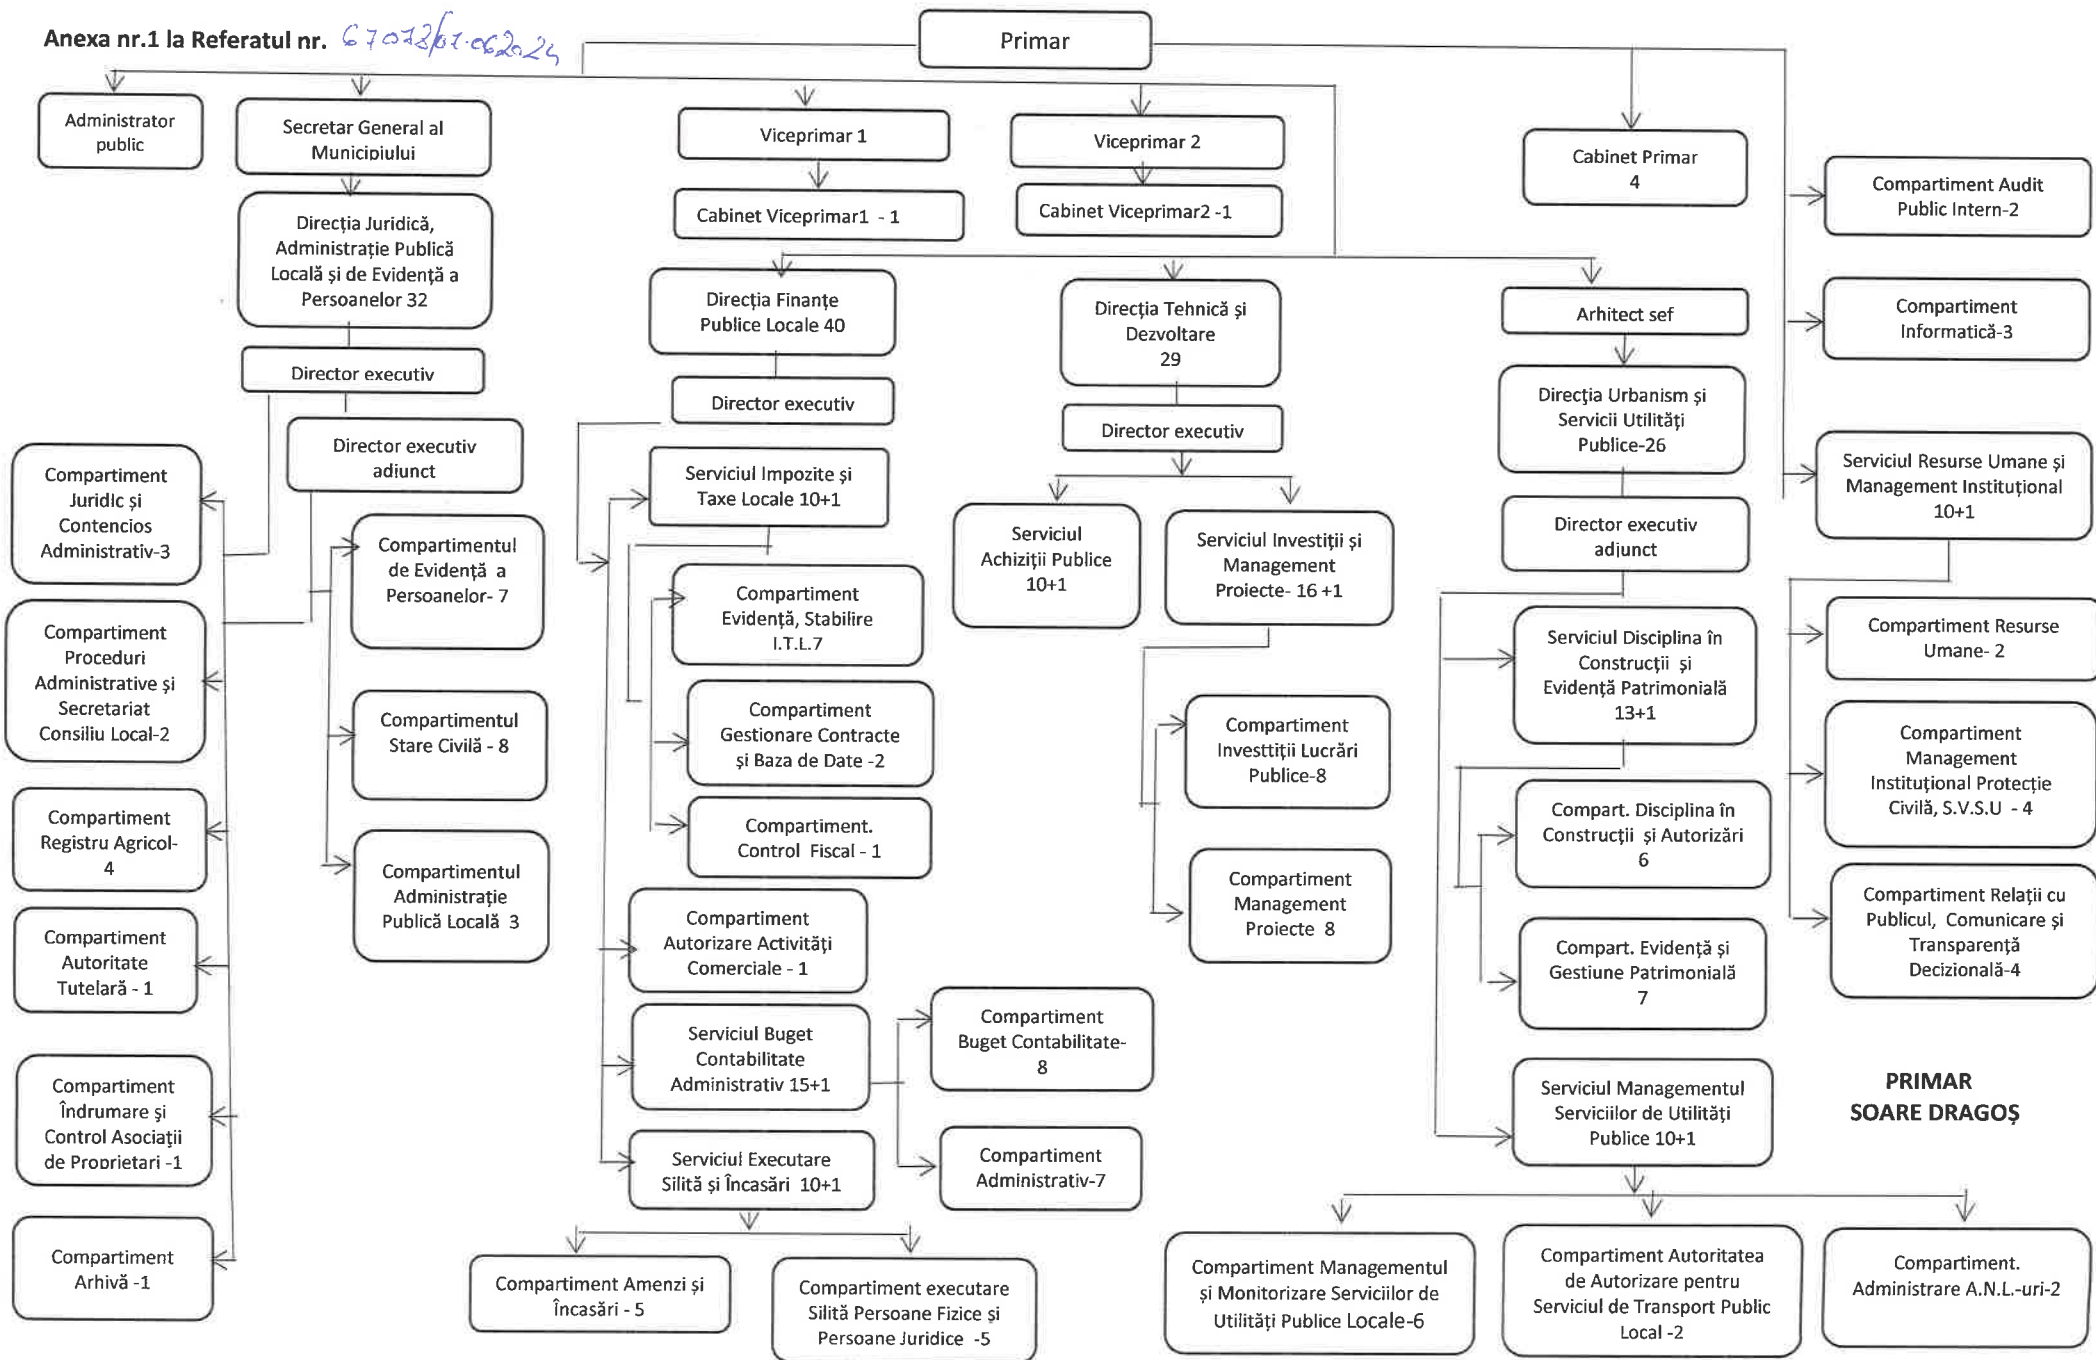 Anexa nr.1 la Referatul nr. 67078/07.062024
Primar
Administrator
public
Secretar General al
Municipiului
Viceprimar 1
Viceprimar 2
Cabinet Primar
4
Cabinet Viceprimar1 - 1
Cabinet Viceprimar2 -1
Compartiment Audit
Public Intern-2
Compartiment
Informatică-3
Serviciul Resurse Umane și
Management Instituțional
10+1
Compartiment Resurse
Umane- 2
Compartiment
Management
Instituțional Protecție
Civilă, S.V.S.U - 4
Compartiment Relații cu
Publicul, Comunicare și
Transparență
Decizională-4
Direcția Juridică,
Administrație Publică
Locală și de Evidență a
Persoanelor 32
Director executiv
Director executiv
adjunct
Compartiment
Juridic și
Contencios
Administrativ-3
Compartiment
Proceduri
Administrative și
Secretariat
Consiliu Local-2
Compartiment
Registru Agricol-
4
Compartiment
Autoritate
Tutelară - 1
Compartiment
Îndrumare și
Control Asociații
de Proprietari -1
Compartiment
Arhivă -1
Compartimentul
de Evidență a
Persoanelor- 7
Compartimentul
Stare Civilă - 8
Compartimentul
Administrație
Publică Locală 3
Direcția Finanțe
Publice Locale 40
Director executiv
Serviciul Impozite și
Taxe Locale 10+1
Compartiment
Evidență, Stabilire
I.T.L.7
Compartiment
Gestionare Contracte
și Baza de Date -2
Compartiment.
Control Fiscal - 1
Compartiment
Autorizare Activități
Comerciale - 1
Serviciul Buget
Contabilitate
Administrativ 15+1
Compartiment
Buget Contabilitate-
8
Compartiment
Administrativ-7
Serviciul Executare
Silită și Încasări 10+1
Compartiment Amenzi și
Încasări - 5
Compartiment executare
Silită Persoane Fizice și
Persoane Juridice -5
Direcția Tehnică și
Dezvoltare
29
Director executiv
Serviciul
Achiziții Publice
10+1
Serviciul Investiții și
Management
Proiecte- 16 +1
Compartiment
Investtiții Lucrări
Publice-8
Compartiment
Management
Proiecte 8
Arhitect sef
Direcția Urbanism și
Servicii Utilități
Publice-26
Director executiv
adjunct
Serviciul Disciplina în
Construcții și
Evidență Patrimonială
13+1
Compart. Disciplina în
Construcții și Autorizări
6
Compart. Evidență și
Gestiune Patrimonială
7
Serviciul Managementul
Serviciilor de Utilități
Publice 10+1
Compartiment Managementul
și Monitorizare Serviciilor de
Utilități Publice Locale-6
Compartiment Autoritatea
de Autorizare pentru
Serviciul de Transport Public
Local -2
Compartiment.
Administrare A.N.L.-uri-2
PRIMAR
SOARE DRAGOȘ